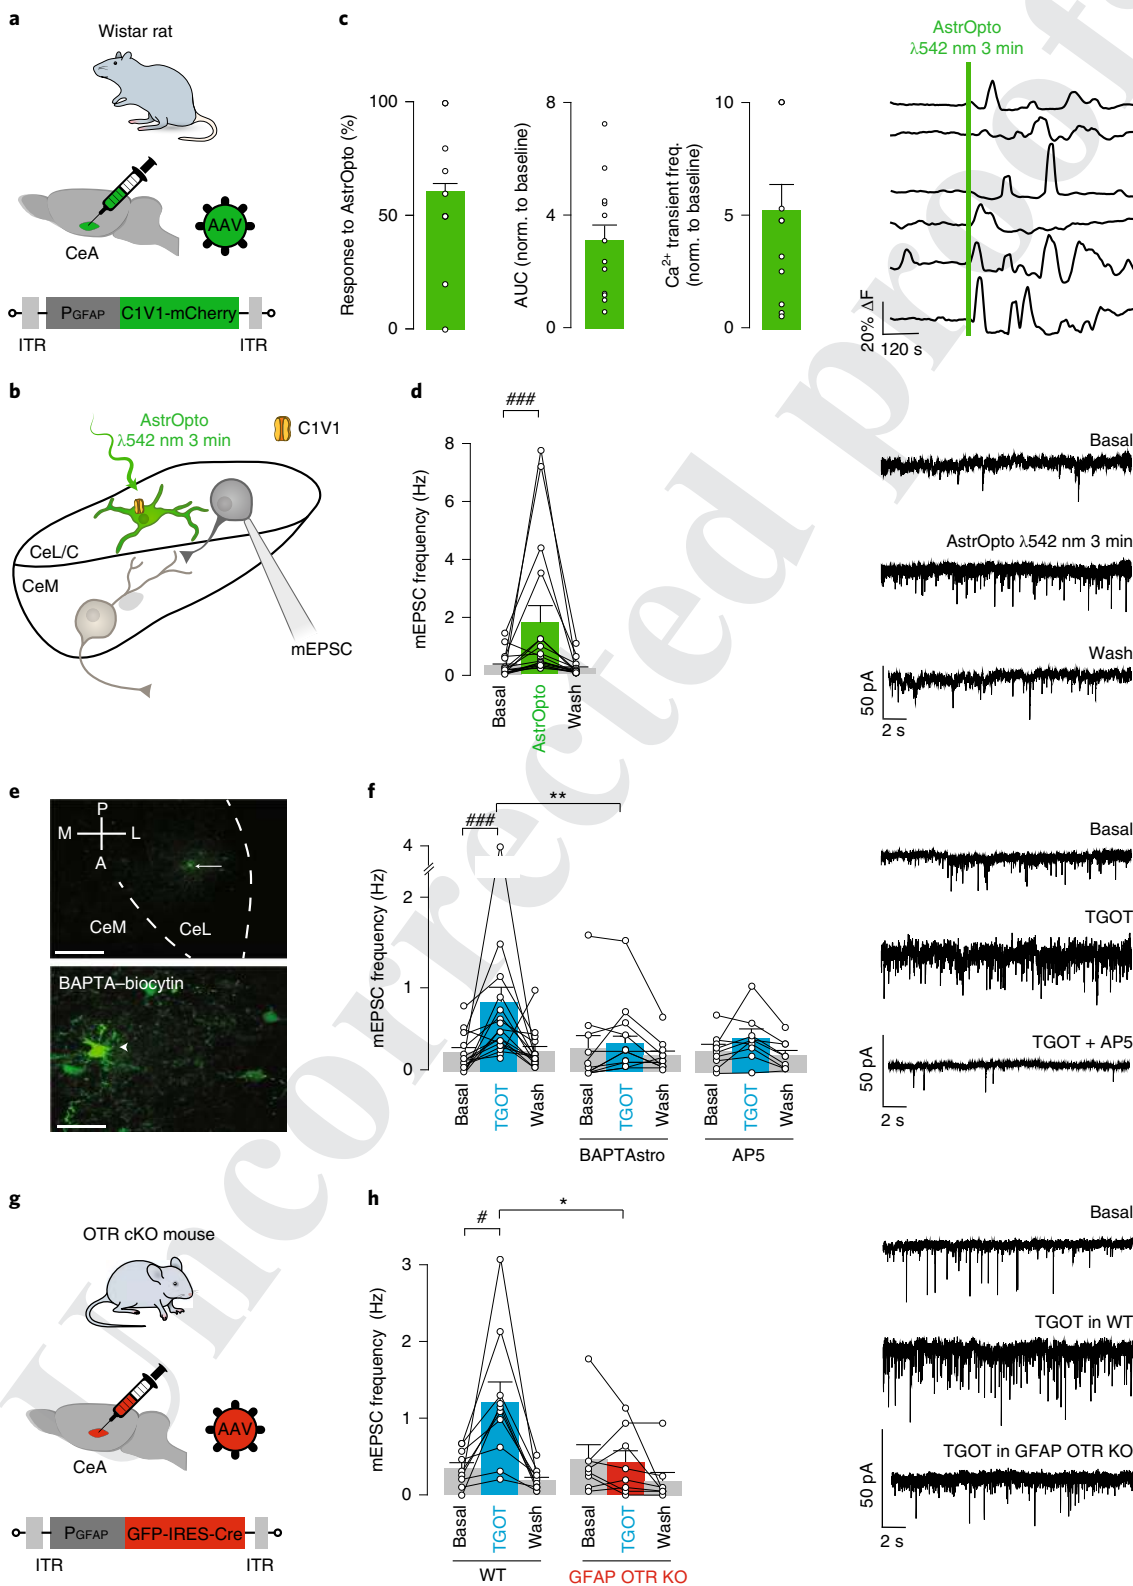 a
Wistar rat
CeA
AAV
PGFAP C1V1-mCherry
ITR ITR
c
Response to AstrOpto (%)
100
50
0
AUC (norm. to baseline)
8
4
0
Ca2+ transient freq.
(norm. to baseline)
10
5
0
AstrOpto
λ542 nm 3 min
20% ΔF
120 s
b
AstrOpto
λ542 nm 3 min
C1V1
CeL/C
CeM
mEPSC
d
###
mEPSC frequency (Hz)
8
6
4
2
0
Basal
AstrOpto
Wash
Basal
AstrOpto λ542 nm 3 min
Wash
50 pA
2 s
e
P
M L
A
CeM CeL
BAPTA–biocytin
f
**
###
mEPSC frequency (Hz)
4
2
1
0
Basal
TGOT
Wash
Basal
TGOT
Wash
Basal
TGOT
Wash
BAPTAstro AP5
Basal
TGOT
TGOT + AP5
50 pA
2 s
g
OTR cKO mouse
CeA
AAV
PGFAP GFP-IRES-Cre
ITR ITR
h
*
#
mEPSC frequency (Hz)
3
2
1
0
Basal
TGOT
Wash
Basal
TGOT
Wash
WT GFAP OTR KO
Basal
TGOT in WT
TGOT in GFAP OTR KO
50 pA
2 s
Uncorrected proof